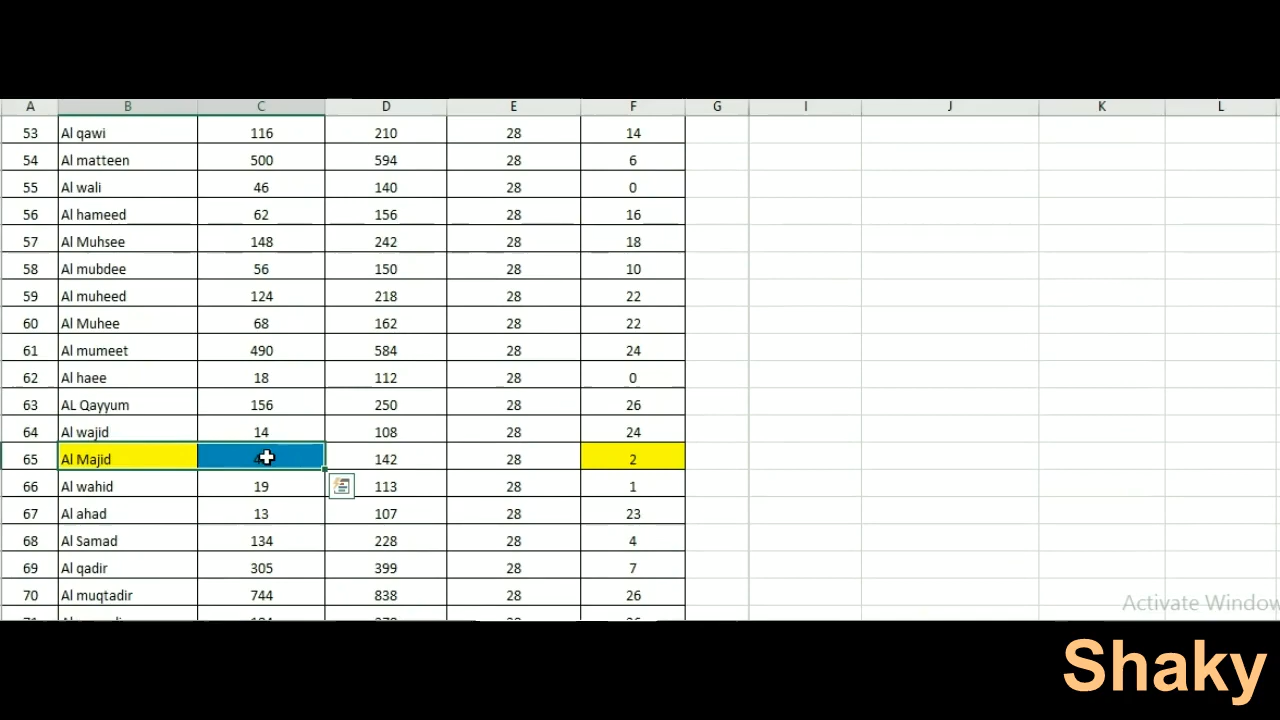 A B C D E F G I J K L
53 Al qawi 116 210 28 14
54 Al matteen 500 594 28 6
55 Al wali 46 140 28 0
56 Al hameed 62 156 28 16
57 Al Muhsee 148 242 28 18
58 Al mubdee 56 150 28 10
59 Al muheed 124 218 28 22
60 Al Muhee 68 162 28 22
61 Al mumeet 490 584 28 24
62 Al haee 18 112 28 0
63 AL Qayyum 156 250 28 26
64 Al wajid 14 108 28 24
65 Al Majid 142 28 2
66 Al wahid 19 113 28 1
67 Al ahad 13 107 28 23
68 Al Samad 134 228 28 4
69 Al qadir 305 399 28 7
70 Al muqtadir 744 838 28 26
Activate Window
Shaky